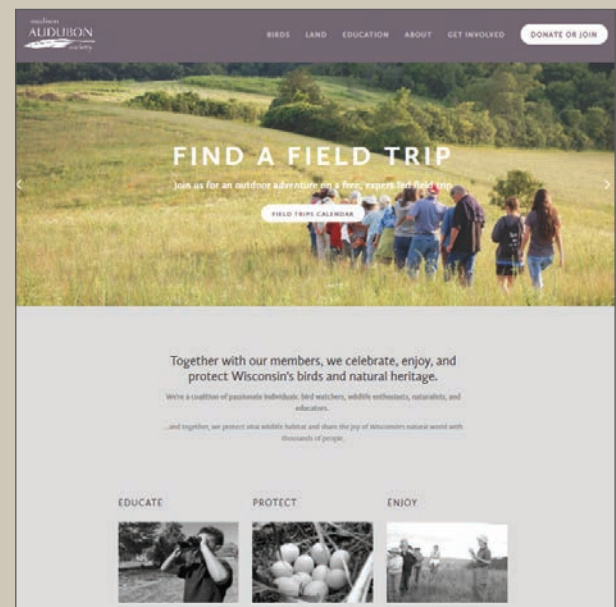 madison
AUDUBON
society
BIRDS LAND EDUCATION ABOUT GET INVOLVED DONATE OR JOIN
FIND A FIELD TRIP
Join us for an outdoor adventure on a free, expert-led field trip
FIELD TRIPS CALENDAR
Together with our members, we celebrate, enjoy, and
protect Wisconsin's birds and natural heritage.
We're a coalition of passionate individuals: bird watchers, wildlife enthusiasts, naturalists, and
educators.
...and together, we protect vital wildlife habitat and share the joy of Wisconsin's natural world with
thousands of people.
EDUCATE PROTECT ENJOY